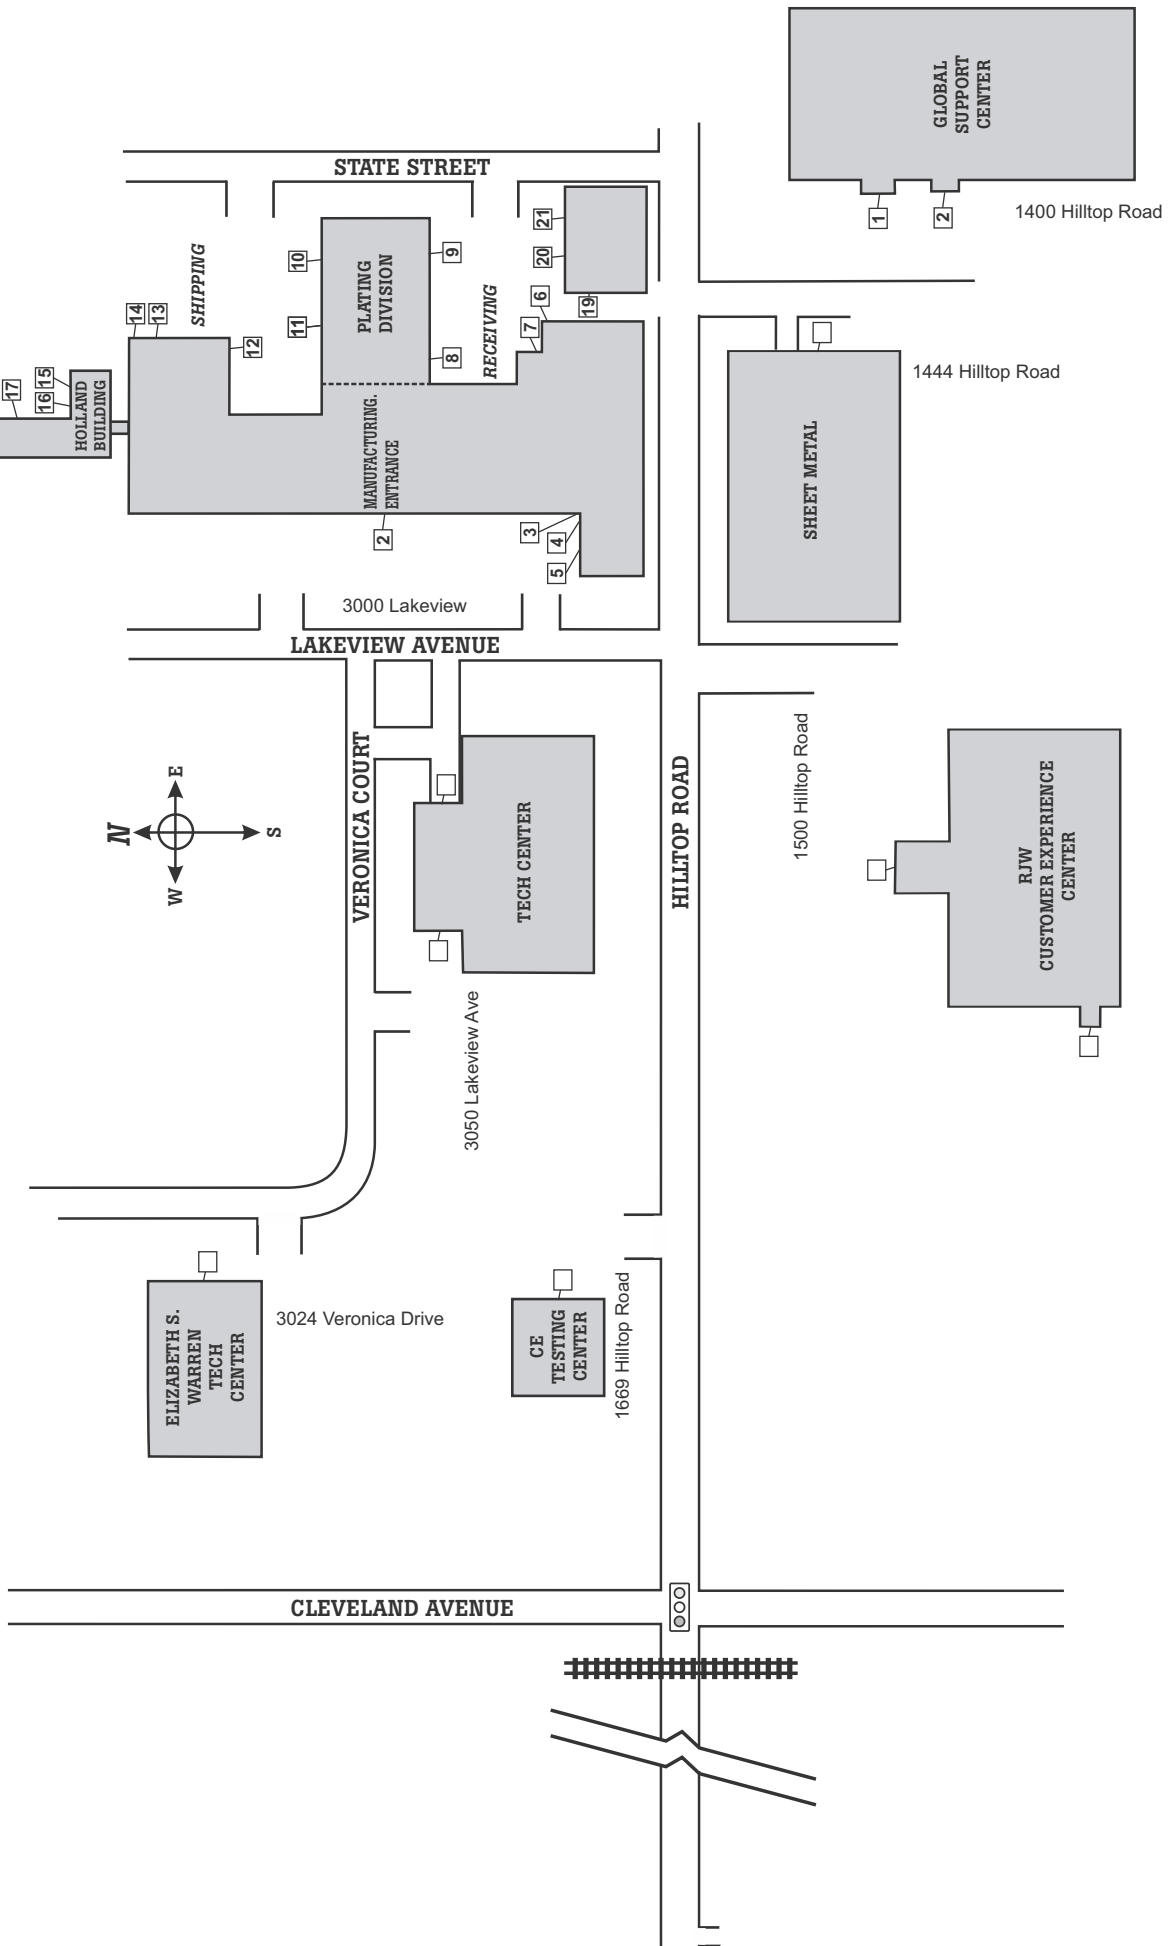 GLOBAL
SUPPORT
CENTER
1
2
1400 Hilltop Road
STATE STREET
SHIPPING
14
13
12
10
11
PLATING
DIVISION
9
8
RECEIVING
21
20
19
6
7
17
15
16
HOLLAND
BUILDING
MANUFACTURING.
ENTRANCE
2
3
4
5
1444 Hilltop Road
SHEET METAL
3000 Lakeview
LAKEVIEW AVENUE
VERONICA COURT
N
E
S
W
TECH CENTER
3050 Lakeview Ave
HILLTOP ROAD
1500 Hilltop Road
RJW
CUSTOMER EXPERIENCE
CENTER
ELIZABETH S.
WARREN
TECH
CENTER
3024 Veronica Drive
CE
TESTING
CENTER
1669 Hilltop Road
CLEVELAND AVENUE